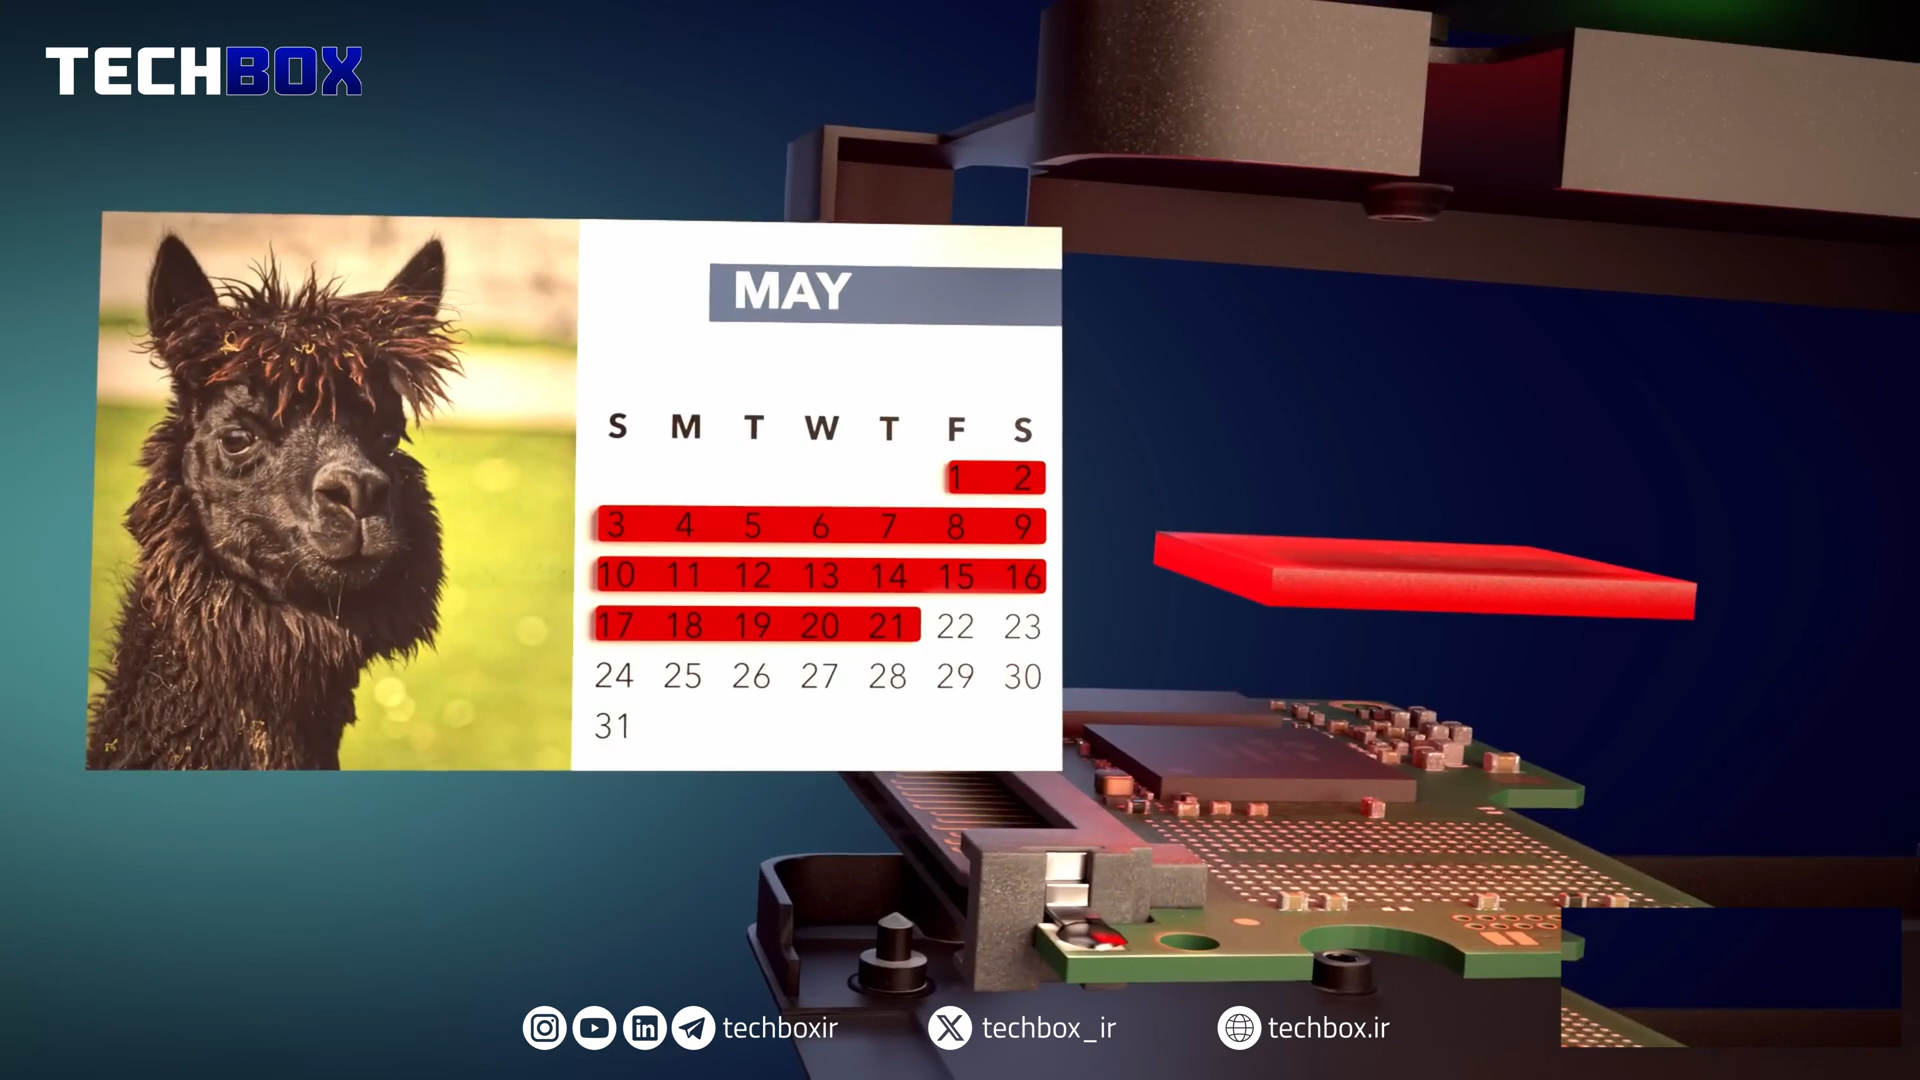 TECHBOX
MAY
S M T W T F S
1 2
3 4 5 6 7 8 9
10 11 12 13 14 15 16
17 18 19 20 21 22 23
24 25 26 27 28 29 30
31
techboxir techbox_ir techbox.ir